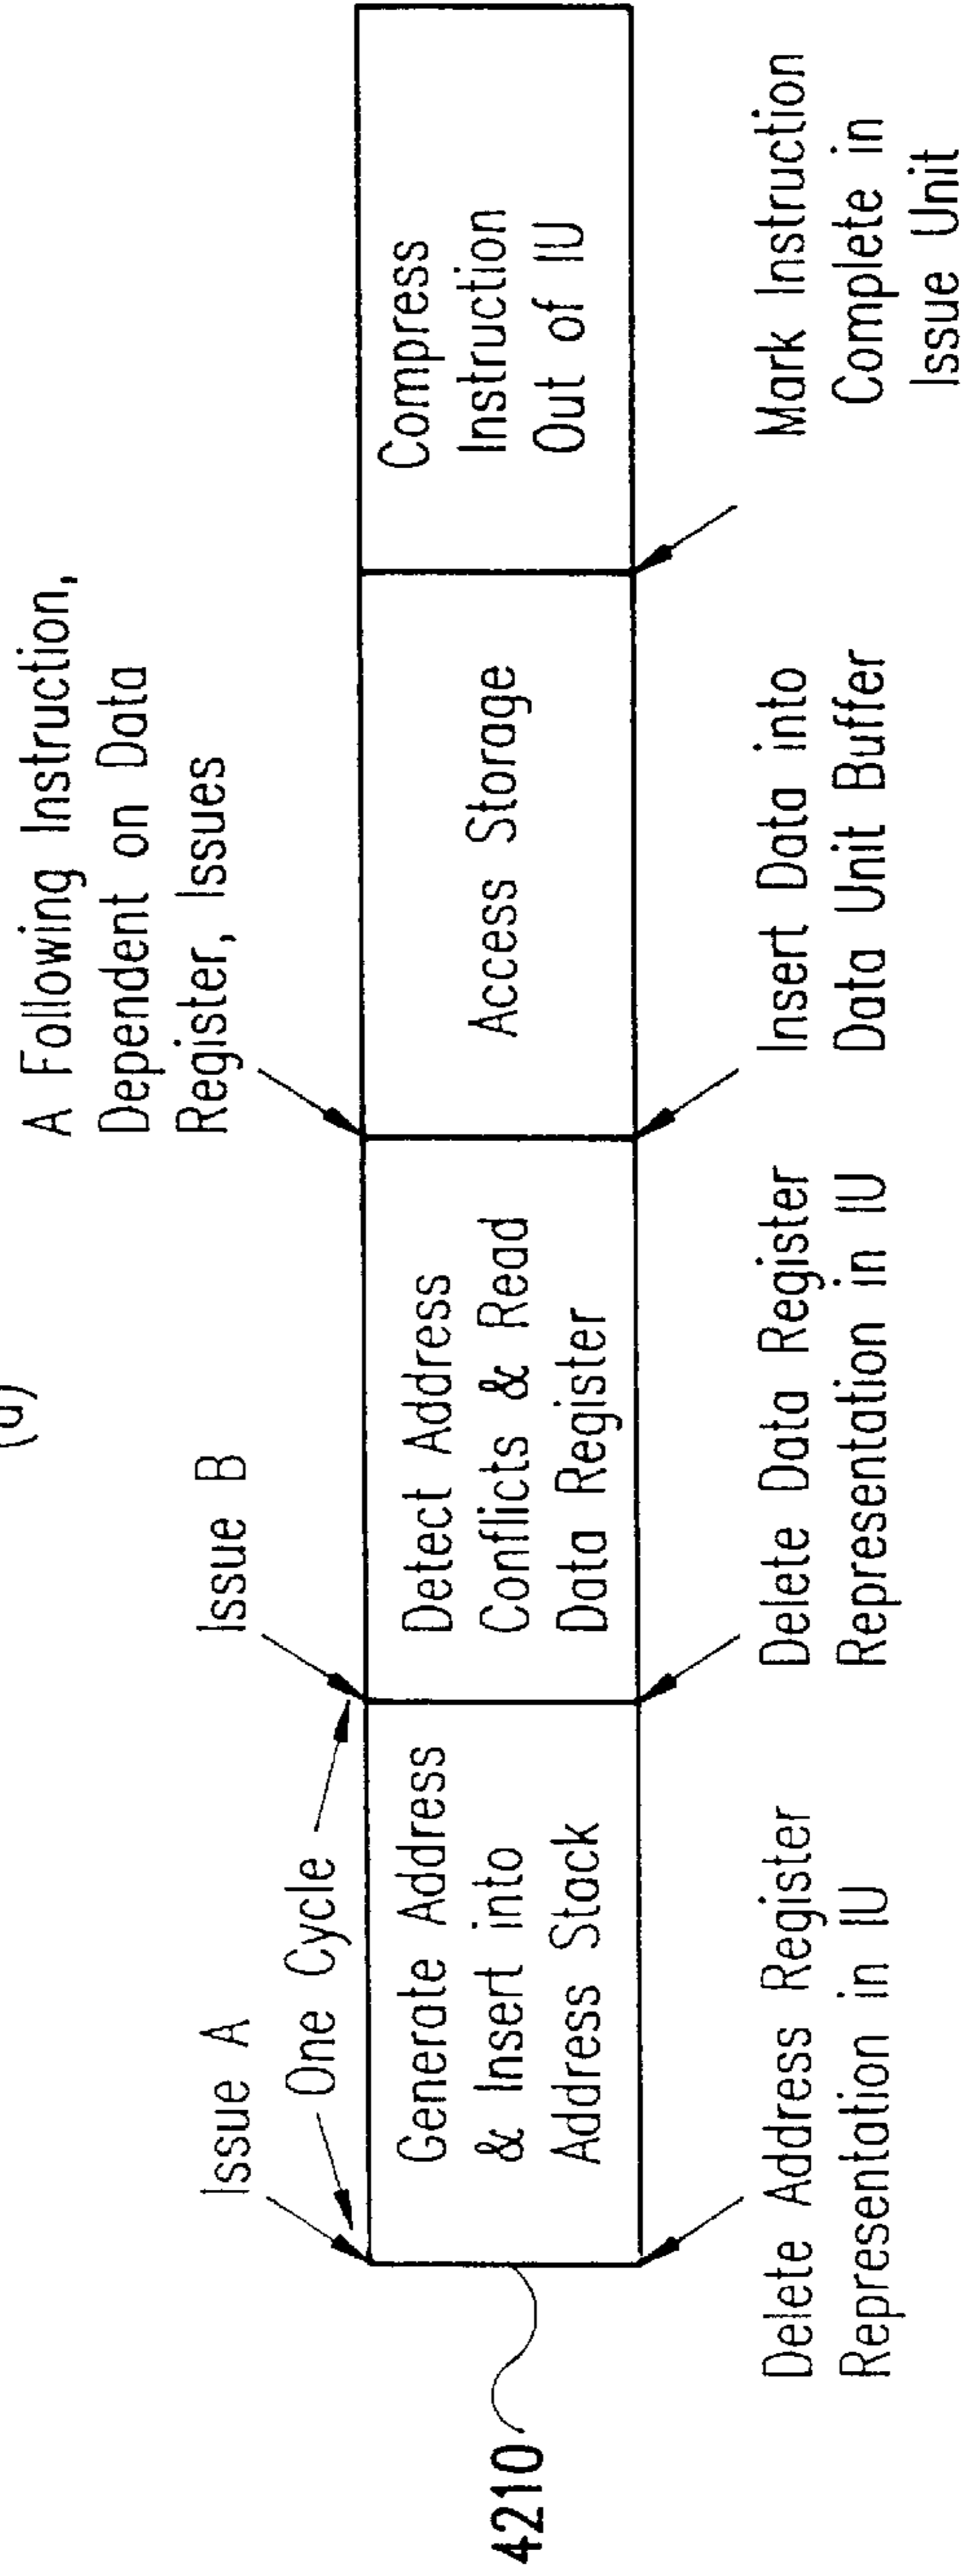 (a)
A Following Instruction,
Dependent on Data
Register, Issues
Issue A
One Cycle
Issue B
Generate Address
& Insert into
Address Stack
Detect Address
Conflicts & Read
Data Register
Access Storage
Compress
Instruction
Out of IU
4210
Delete Address Register
Representation in IU
Delete Data Register
Representation in IU
Insert Data into
Data Unit Buffer
Mark Instruction
Complete in
Issue Unit